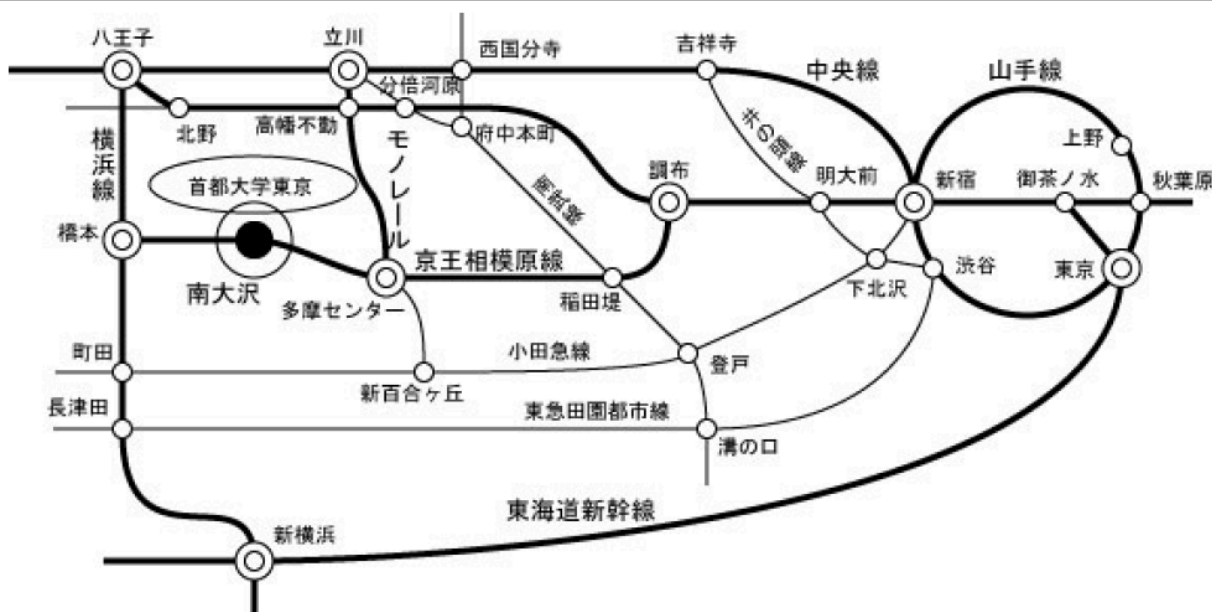 八王子
立川
西国分寺
吉祥寺
中央線
山手線
分倍河原
北野
高幡不動
府中本町
井の頭線
上野
横浜線
モノレール
首都大学東京
南武線
調布
明大前
新宿
御茶ノ水
秋葉原
橋本
南大沢
京王相模原線
多摩センター
稲田堤
下北沢
渋谷
東京
町田
小田急線
登戸
新百合ヶ丘
長津田
東急田園都市線
溝の口
東海道新幹線
新横浜